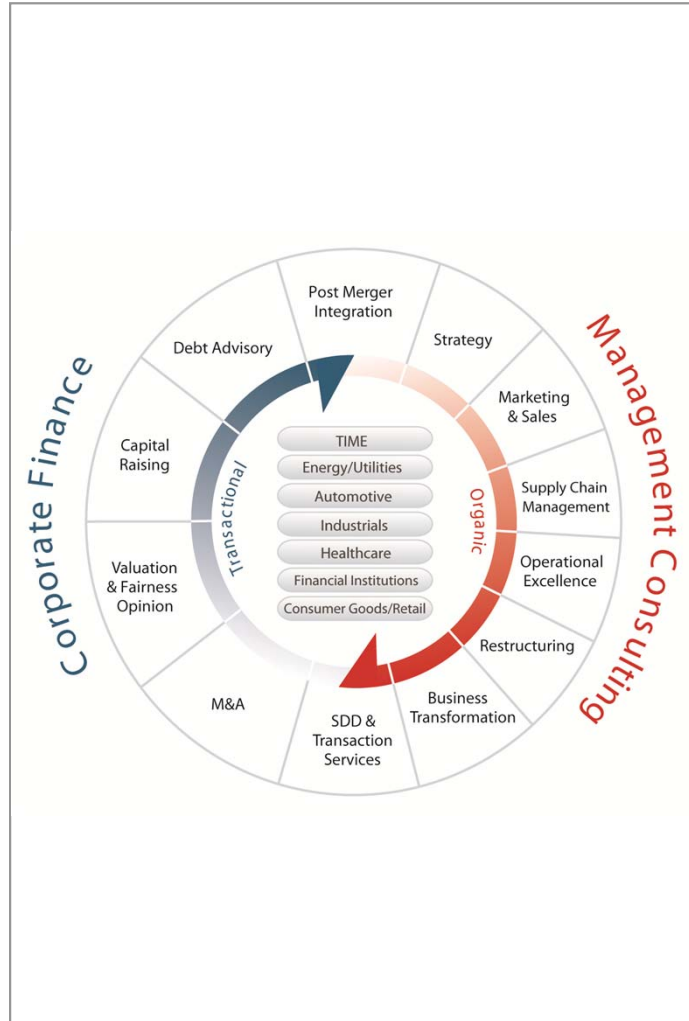 Corporate Finance
Management Consulting
Post Merger
Integration
Strategy
Marketing
& Sales
Supply Chain
Management
Operational
Excellence
Restructuring
Business
Transformation
SDD &
Transaction
Services
M&A
Valuation
& Fairness
Opinion
Capital
Raising
Debt Advisory
Transactional
Organic
TIME
Energy/Utilities
Automotive
Industrials
Healthcare
Financial Institutions
Consumer Goods/Retail